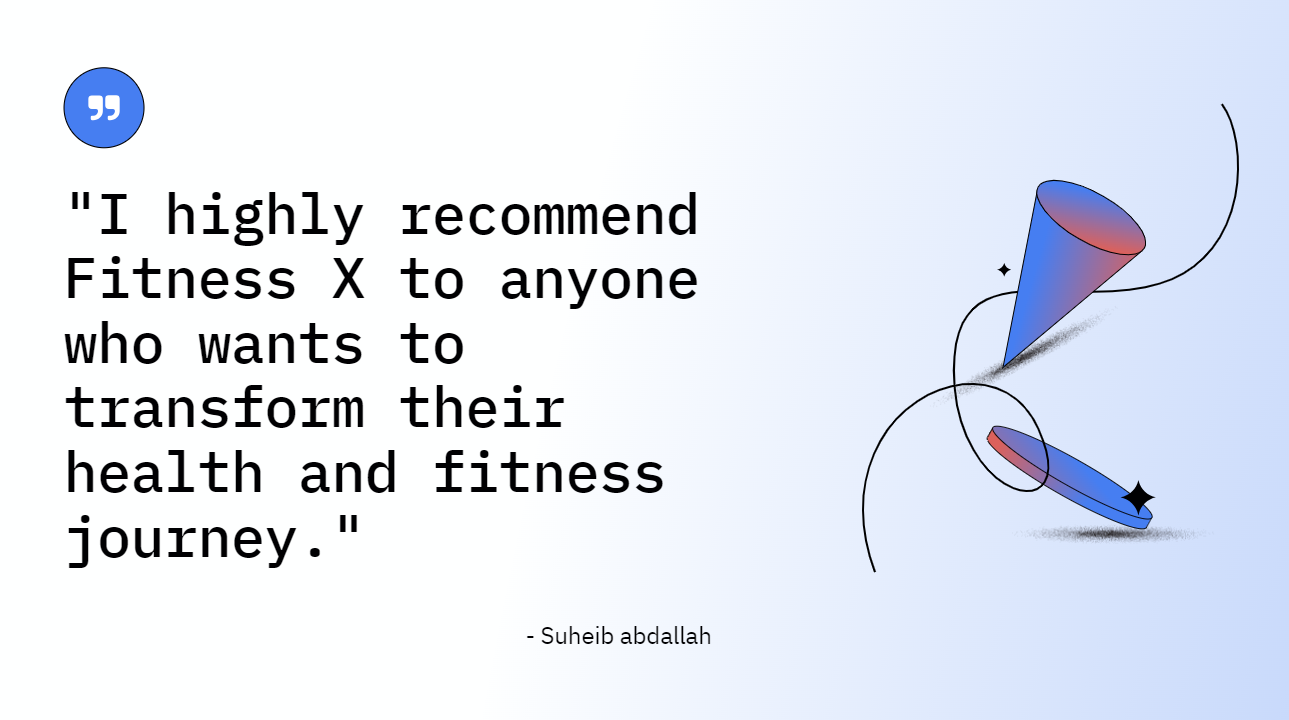 "I highly recommend
Fitness X to anyone
who wants to
transform their
health and fitness
journey."
- Suheib abdallah